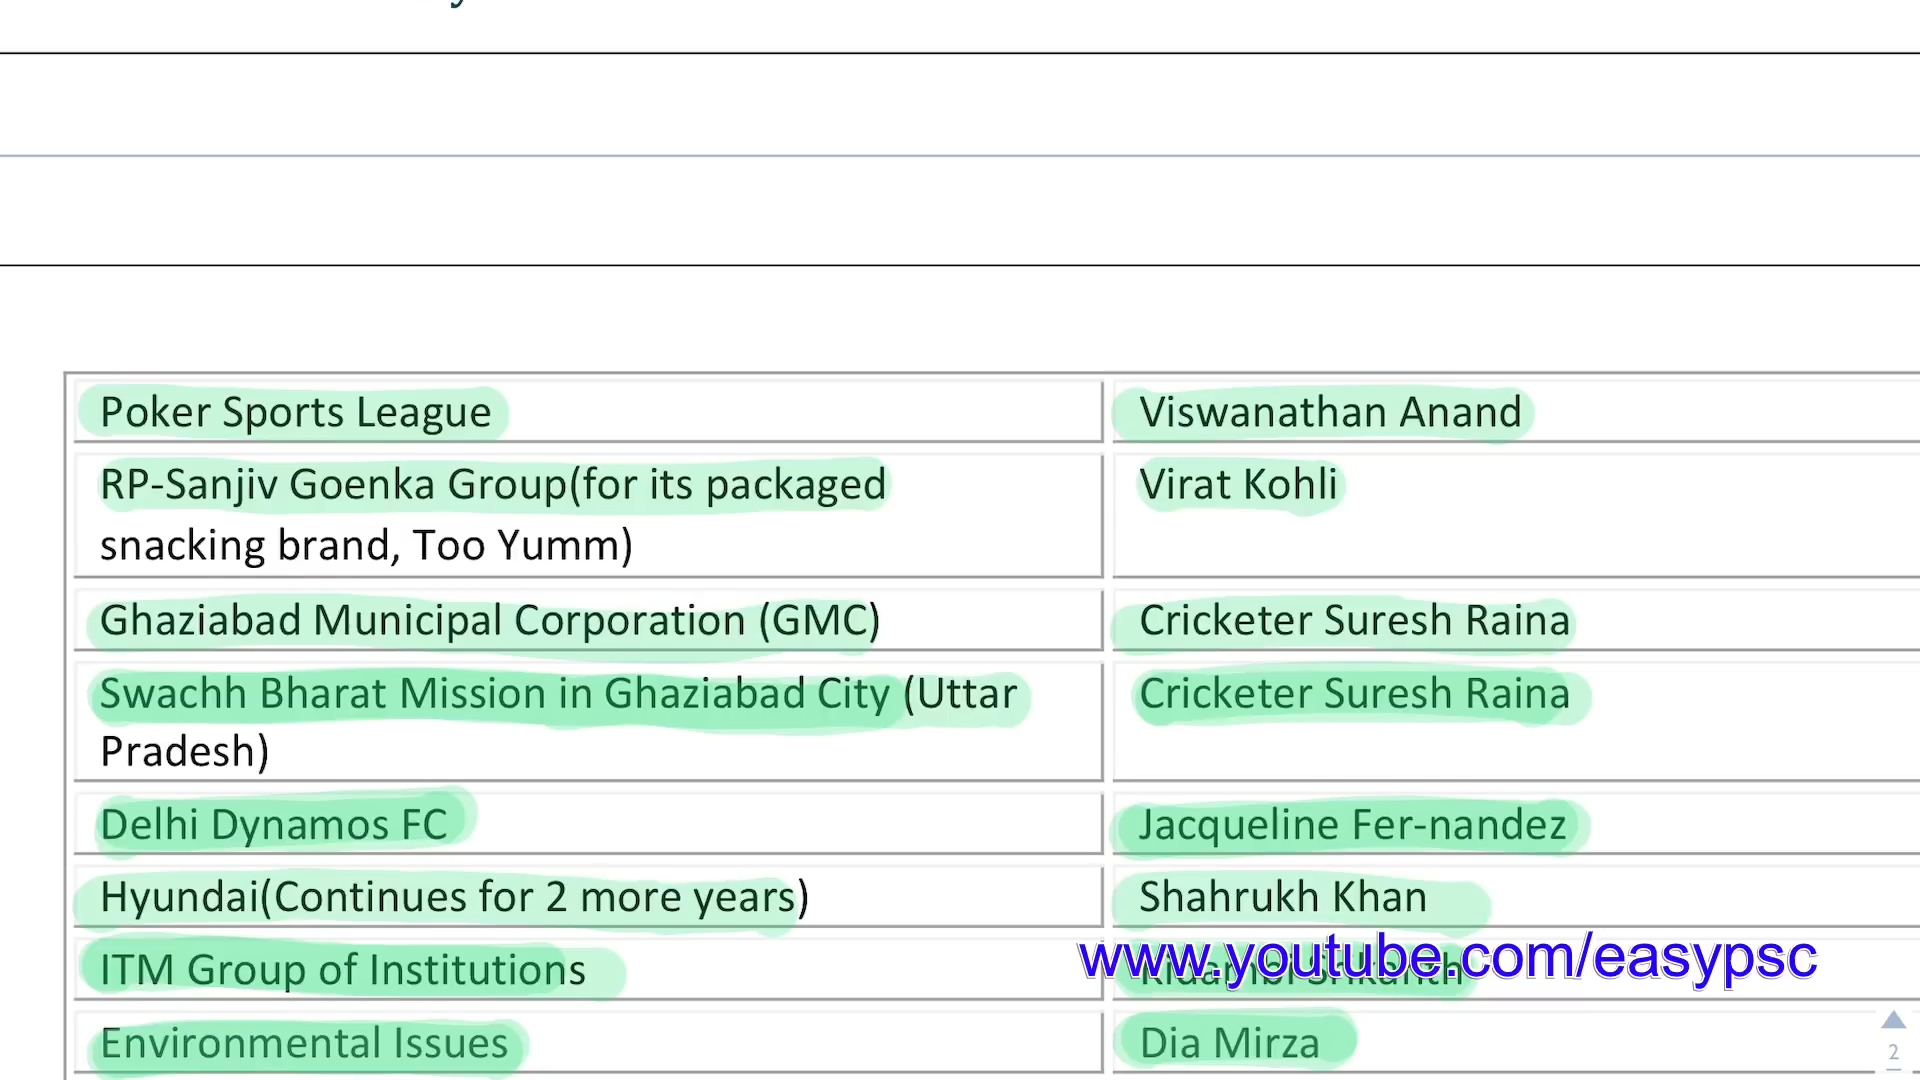 Poker Sports League
Viswanathan Anand
RP-Sanjiv Goenka Group(for its packaged
snacking brand, Too Yumm)
Virat Kohli
Ghaziabad Municipal Corporation (GMC)
Cricketer Suresh Raina
Swachh Bharat Mission in Ghaziabad City (Uttar
Pradesh)
Cricketer Suresh Raina
Delhi Dynamos FC
Jacqueline Fer-nandez
Hyundai(Continues for 2 more years)
Shahrukh Khan
ITM Group of Institutions
Kidambi Srikanth
www.youtube.com/easypsc
Environmental Issues
Dia Mirza
2